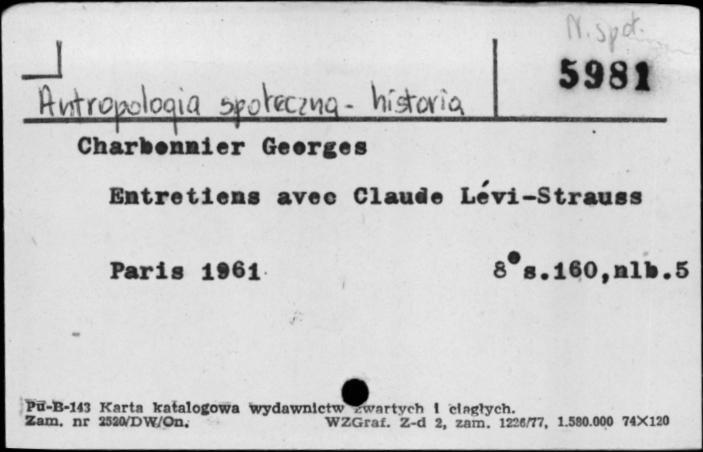 N. społ.
5981
Antropologia społeczna - historia
Charbonnier Georges
Entretiens avec Claude Lévi-Strauss
Paris 1961
8° s.160,nlb.5
Pu-B-143 Karta katalogowa wydawnictw zwartych i ciągłych.
Zam. nr 2520/DW/On. WZGraf. Z-d 2, zam. 1226/77, 1.580.000 74X120